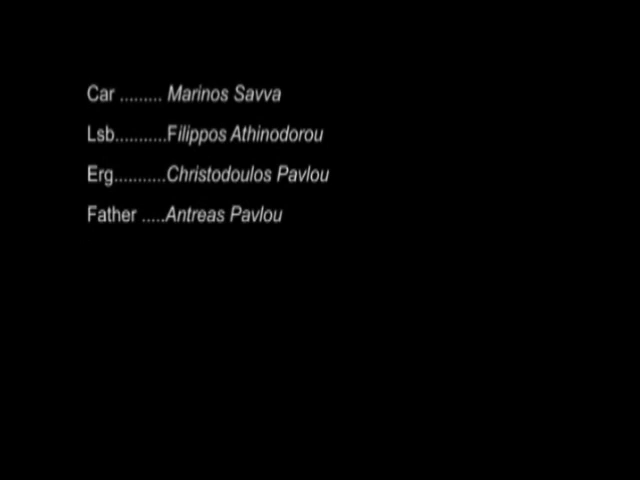 Car ......... Marinos Savva
Lsb...........Filippos Athinodorou
Erg...........Christodoulos Pavlou
Father .....Antreas Pavlou